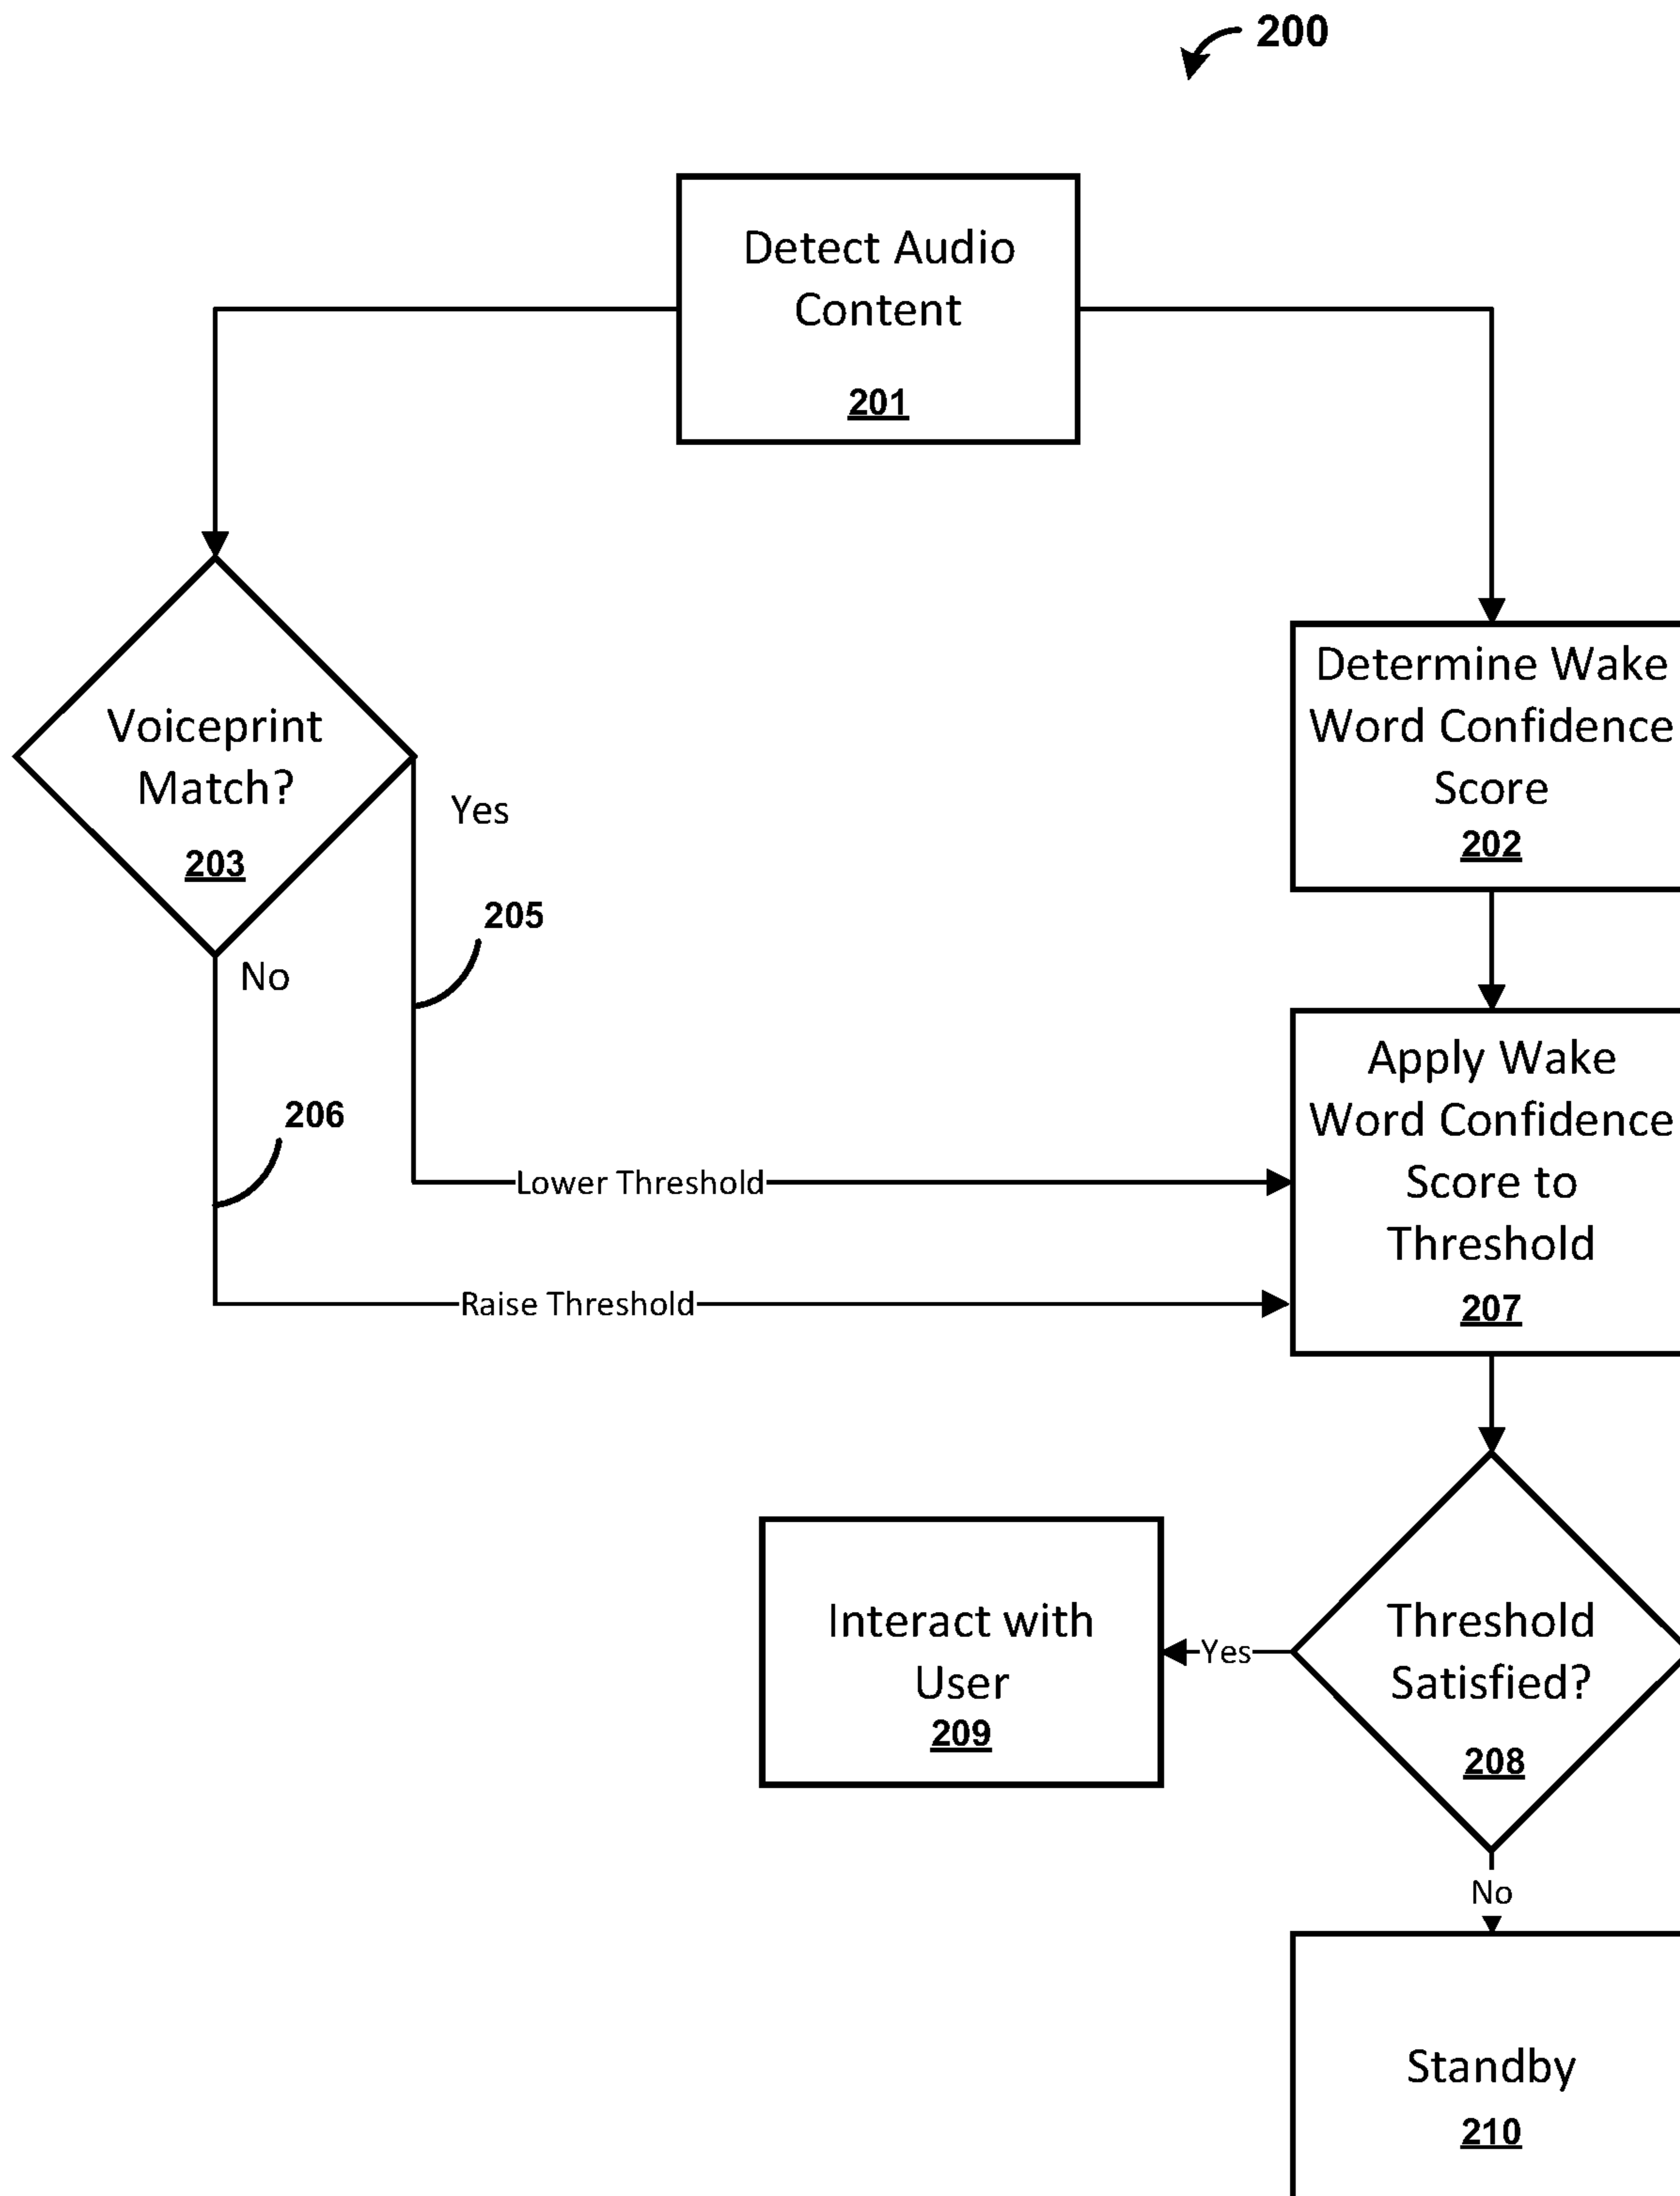 200
Detect Audio
Content
201
Voiceprint
Match?
203
Yes
No
205
206
Determine Wake
Word Confidence
Score
202
Apply Wake
Word Confidence
Score to
Threshold
207
Lower Threshold
Raise Threshold
Threshold
Satisfied?
208
Yes
Interact with
User
209
No
Standby
210